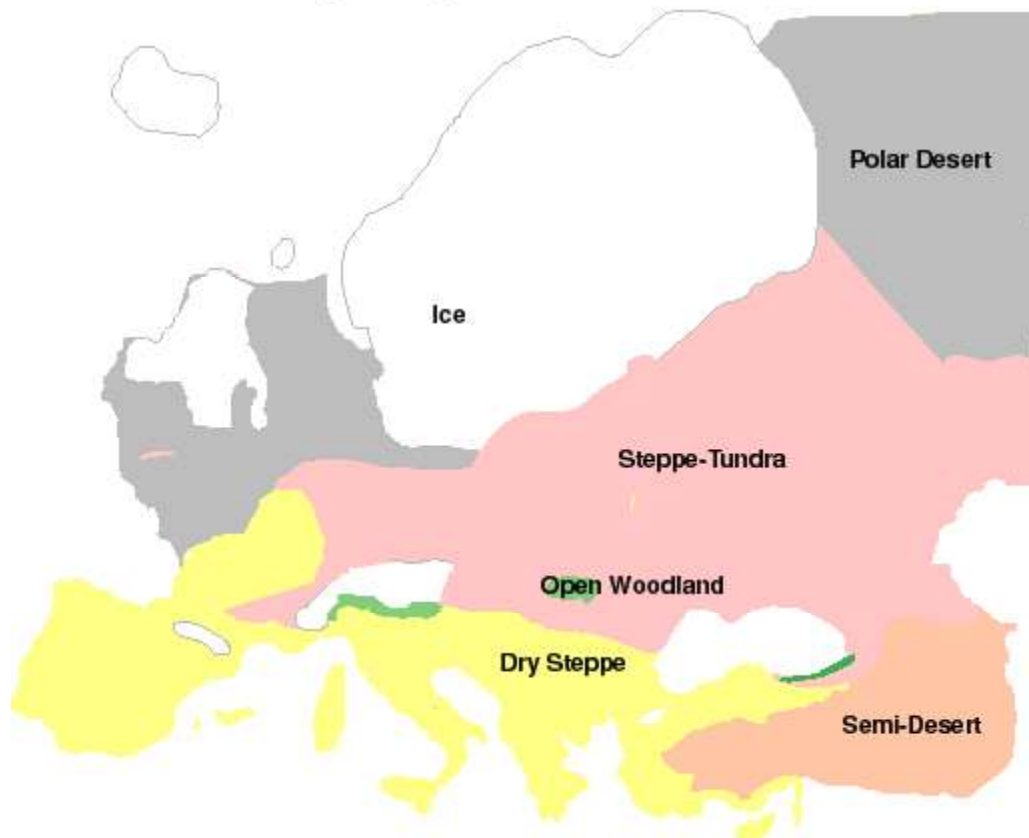 Polar Desert
Ice
Steppe-Tundra
Open Woodland
Dry Steppe
Semi-Desert